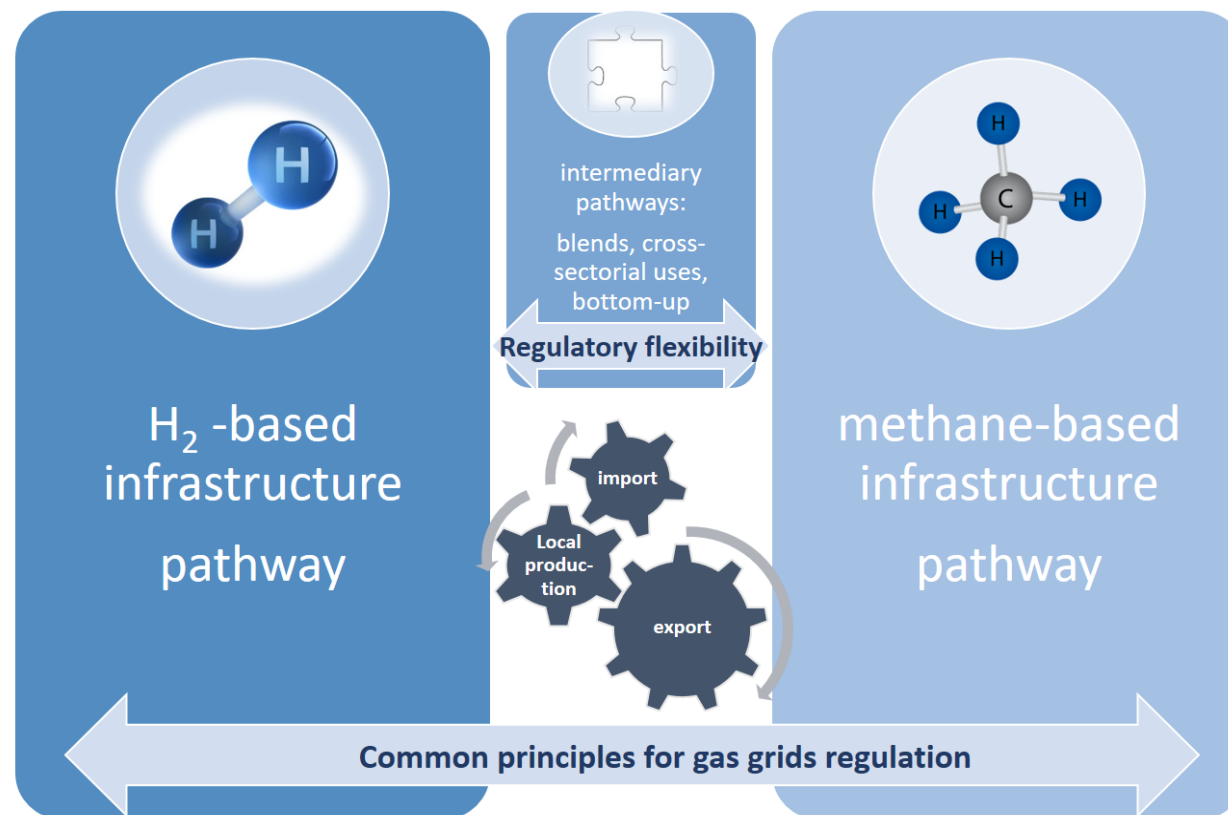 H
H
H₂ -based
infrastructure
pathway
intermediary
pathways:
blends, cross-
sectorial uses,
bottom-up
Regulatory flexibility
import
Local
produc-
tion
export
H
H
C
H
H
methane-based
infrastructure
pathway
Common principles for gas grids regulation